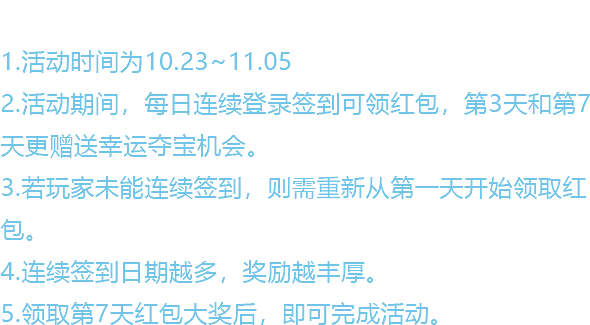 1.活动时间为10.23~11.05
2.活动期间，每日连续登录签到可领红包，第3天和第7
天更赠送幸运夺宝机会。
3.若玩家未能连续签到，则需重新从第一天开始领取红
包。
4.连续签到日期越多，奖励越丰厚。
5.领取第7天红包大奖后，即可完成活动。